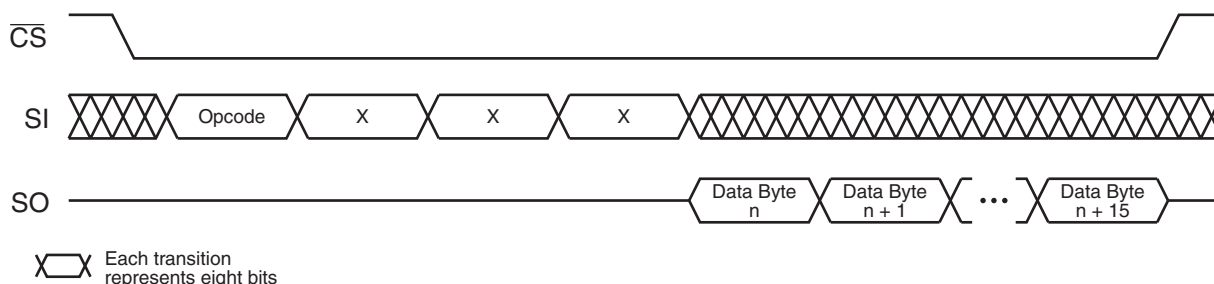 CS
SI
Opcode X X X
SO
Data Byte n
Data Byte n + 1
•••
Data Byte n + 15
Each transition
represents eight bits